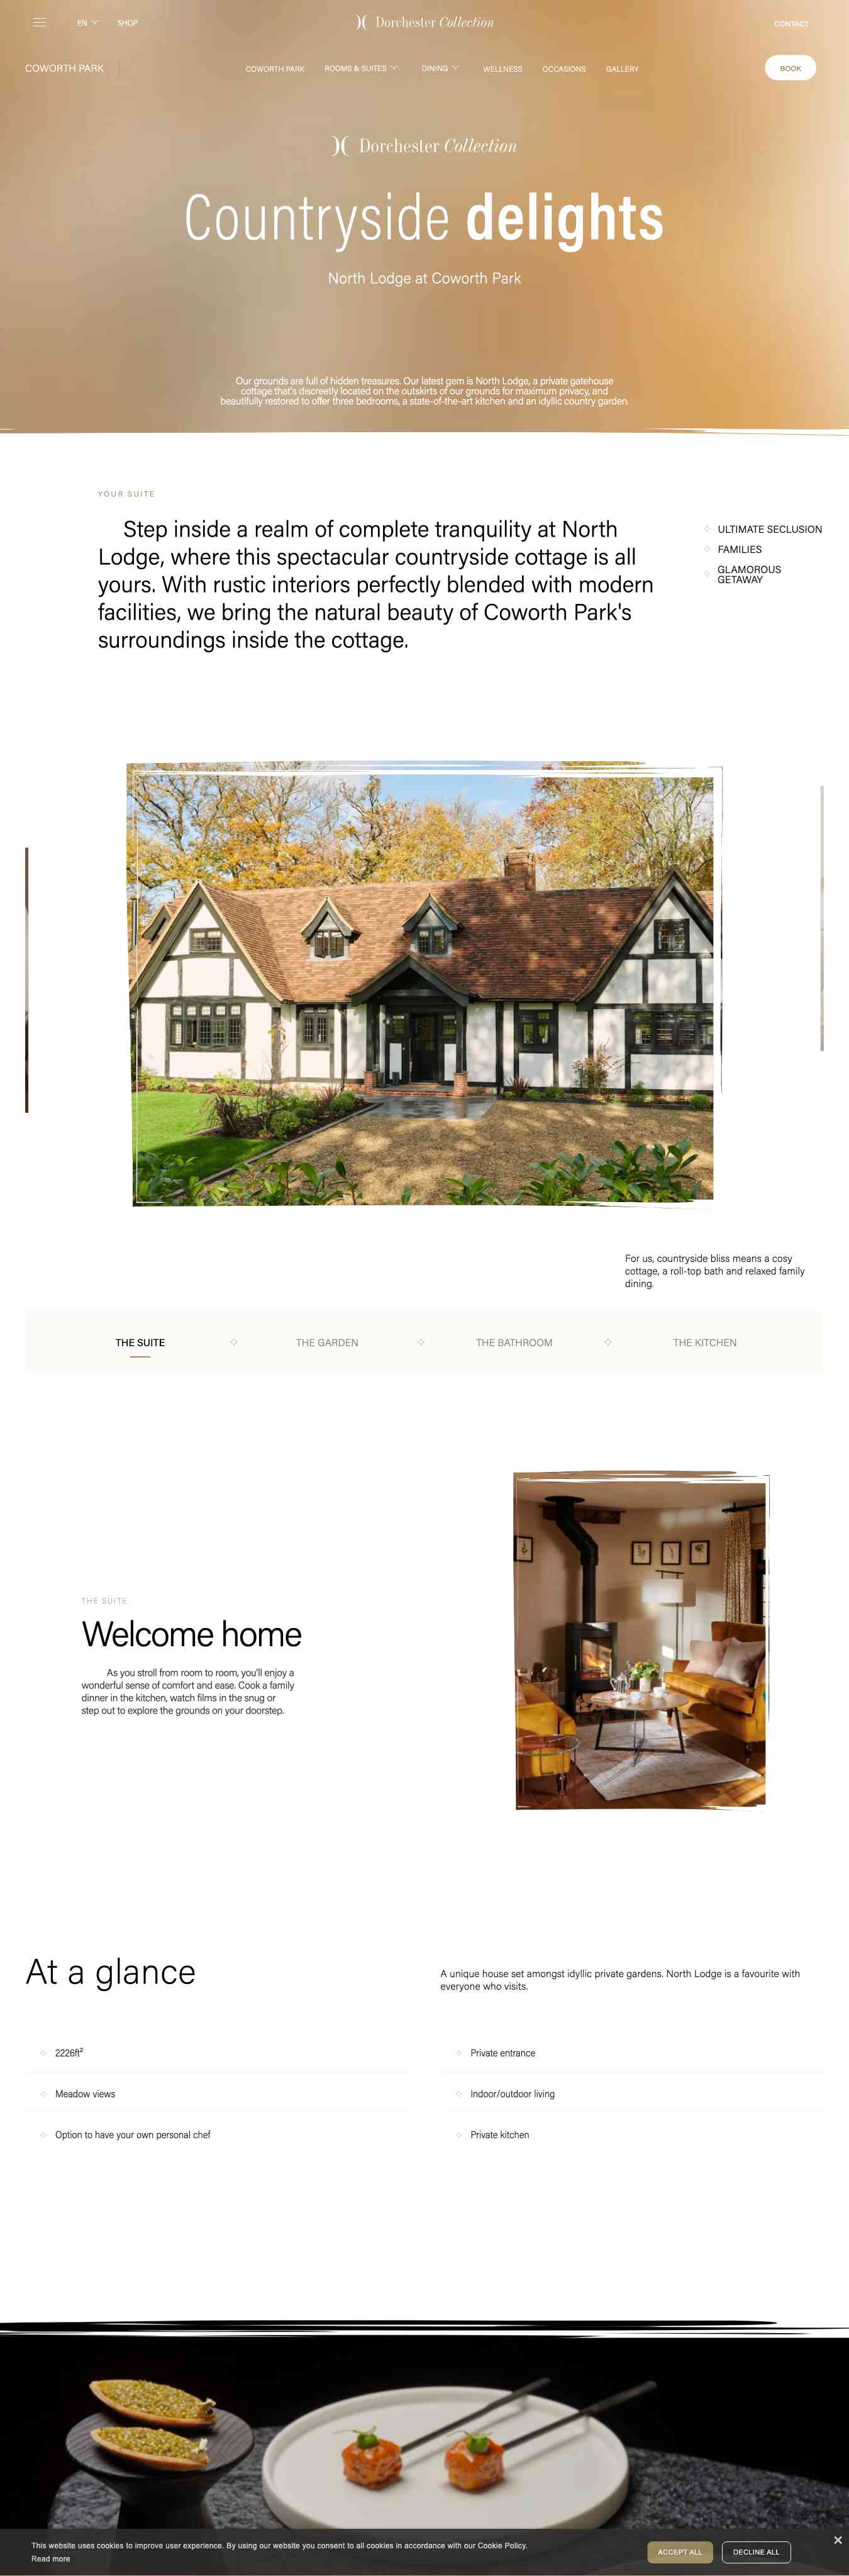 EN
SHOP
Dorchester Collection
CONTACT
COWORTH PARK
COWORTH PARK
ROOMS & SUITES
DINING
WELLNESS
OCCASIONS
GALLERY
BOOK
Dorchester Collection
Countryside delights
North Lodge at Coworth Park
Our grounds are full of hidden treasures. Our latest gem is North Lodge, a private gatehouse
cottage that's discreetly located on the outskirts of our grounds for maximum privacy, and
beautifully restored to offer three bedrooms, a state-of-the-art kitchen and an idyllic country garden.
YOUR SUITE
Step inside a realm of complete tranquility at North
Lodge, where this spectacular countryside cottage is all
yours. With rustic interiors perfectly blended with modern
facilities, we bring the natural beauty of Coworth Park's
surroundings inside the cottage.
ULTIMATE SECLUSION
FAMILIES
GLAMOROUS
GETAWAY
For us, countryside bliss means a cosy
cottage, a roll-top bath and relaxed family
dining.
THE SUITE
THE GARDEN
THE BATHROOM
THE KITCHEN
THE SUITE
Welcome home
As you stroll from room to room, you'll enjoy a
wonderful sense of comfort and ease. Cook a family
dinner in the kitchen, watch films in the snug or
step out to explore the grounds on your doorstep.
At a glance
A unique house set amongst idyllic private gardens. North Lodge is a favourite with
everyone who visits.
2226ft²
Private entrance
Meadow views
Indoor/outdoor living
Option to have your own personal chef
Private kitchen
This website uses cookies to improve user experience. By using our website you consent to all cookies in accordance with our Cookie Policy.
Read more
ACCEPT ALL
DECLINE ALL